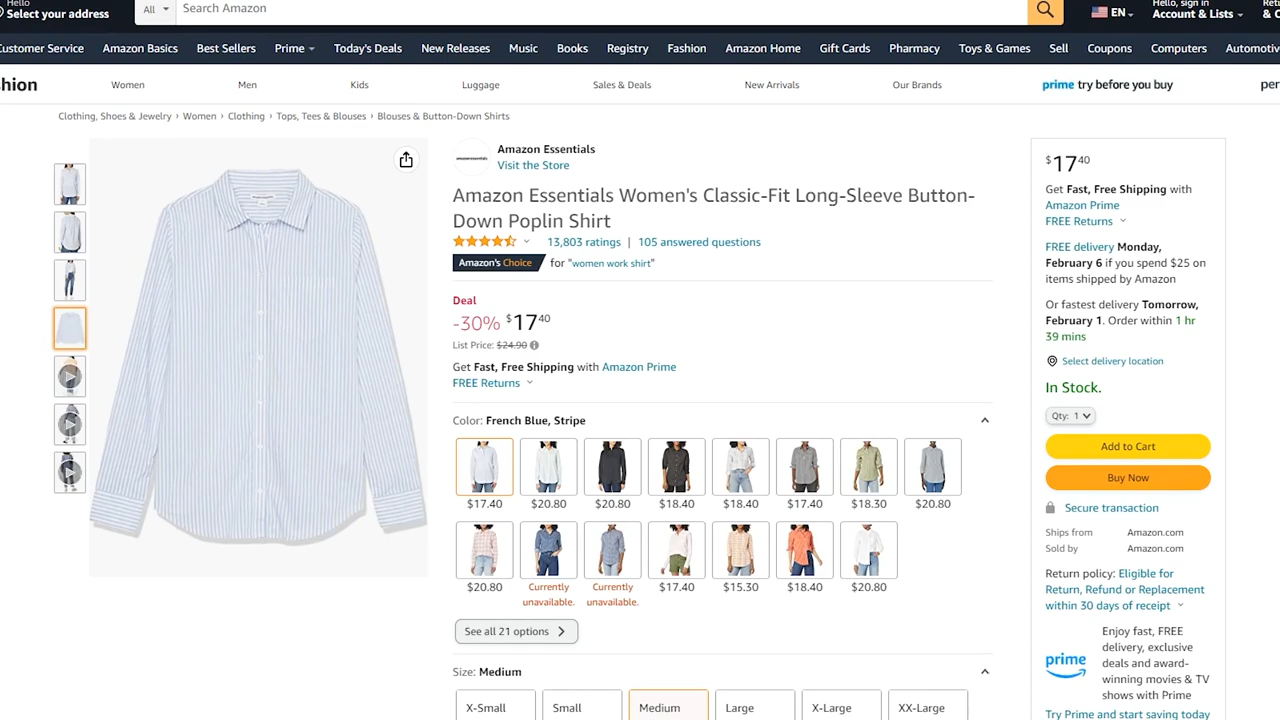 Hello
Select your address
All
Search Amazon
EN
Hello, sign in
Account & Lists
& C
Customer Service
Amazon Basics
Best Sellers
Prime
Today's Deals
New Releases
Music
Books
Registry
Fashion
Amazon Home
Gift Cards
Pharmacy
Toys & Games
Sell
Coupons
Computers
Automotiv
hion
Women
Men
Kids
Luggage
Sales & Deals
New Arrivals
Our Brands
prime try before you buy
per
Clothing, Shoes & Jewelry › Women › Clothing › Tops, Tees & Blouses › Blouses & Button-Down Shirts
Amazon Essentials
Visit the Store
Amazon Essentials Women's Classic-Fit Long-Sleeve Button-
Down Poplin Shirt
13,803 ratings | 105 answered questions
Amazon's Choice for "women work shirt"
Deal
-30% $17 40
List Price: $24.90
Get Fast, Free Shipping with Amazon Prime
FREE Returns
Color: French Blue, Stripe
$17.40 $20.80 $20.80 $18.40 $18.40 $17.40 $18.30 $20.80
$20.80 Currently unavailable. Currently unavailable. $17.40 $15.30 $18.40 $20.80
See all 21 options
Size: Medium
X-Small
Small
Medium
Large
X-Large
XX-Large
$17 40
Get Fast, Free Shipping with
Amazon Prime
FREE Returns
FREE delivery Monday,
February 6 if you spend $25 on
items shipped by Amazon
Or fastest delivery Tomorrow,
February 1. Order within 1 hr
39 mins
Select delivery location
In Stock.
Qty: 1
Add to Cart
Buy Now
Secure transaction
Ships from Amazon.com
Sold by Amazon.com
Return policy: Eligible for
Return, Refund or Replacement
within 30 days of receipt
prime
Enjoy fast, FREE
delivery, exclusive
deals and award-
winning movies & TV
shows with Prime
Try Prime and start saving today